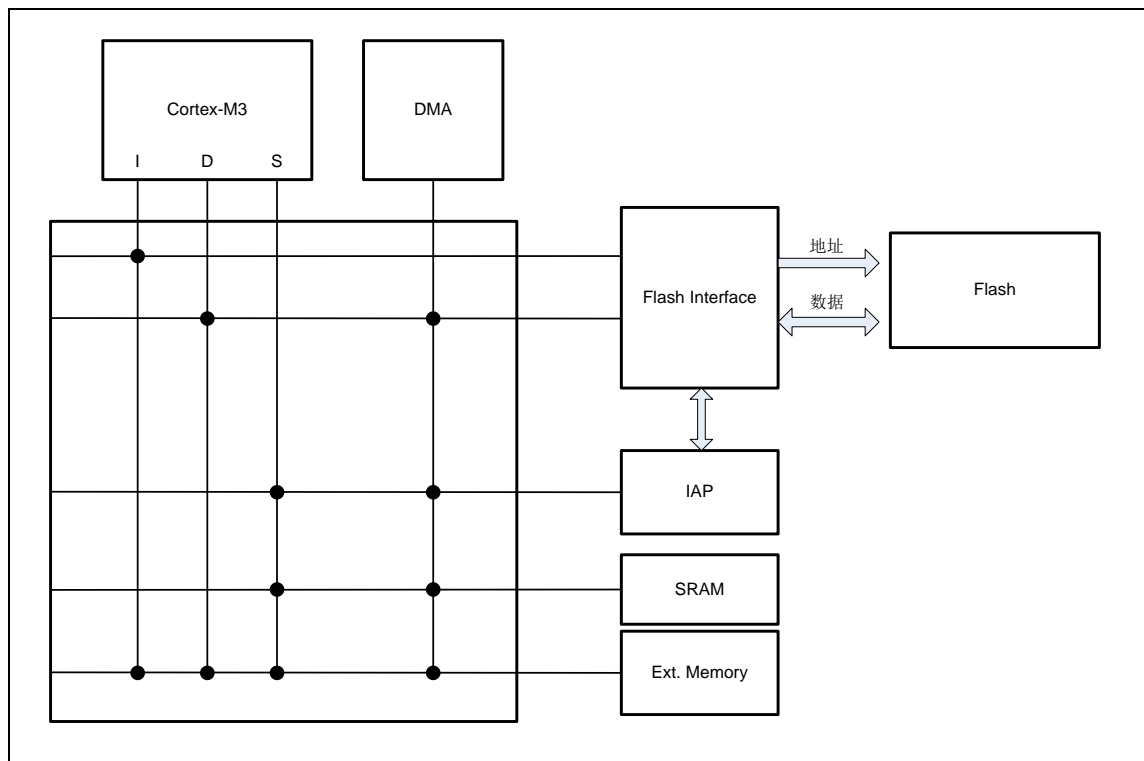 Cortex-M3
DMA
I D S
地址
Flash Interface
Flash
数据
IAP
SRAM
Ext. Memory